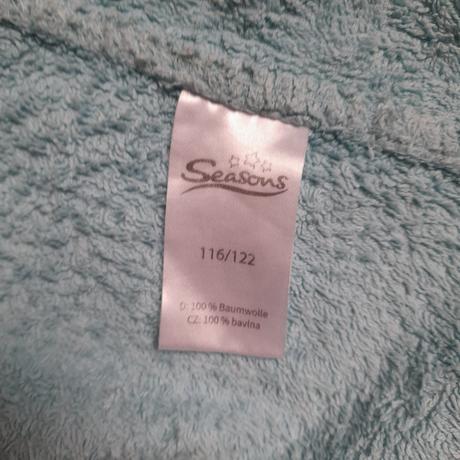 Seasons
116/122
D: 100 % Baumwolle
CZ: 100 % bavlna